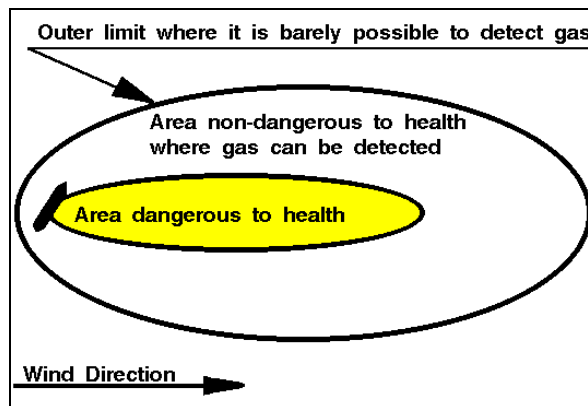 Outer limit where it is barely possible to detect gas
Area non-dangerous to health
where gas can be detected
Area dangerous to health
Wind Direction